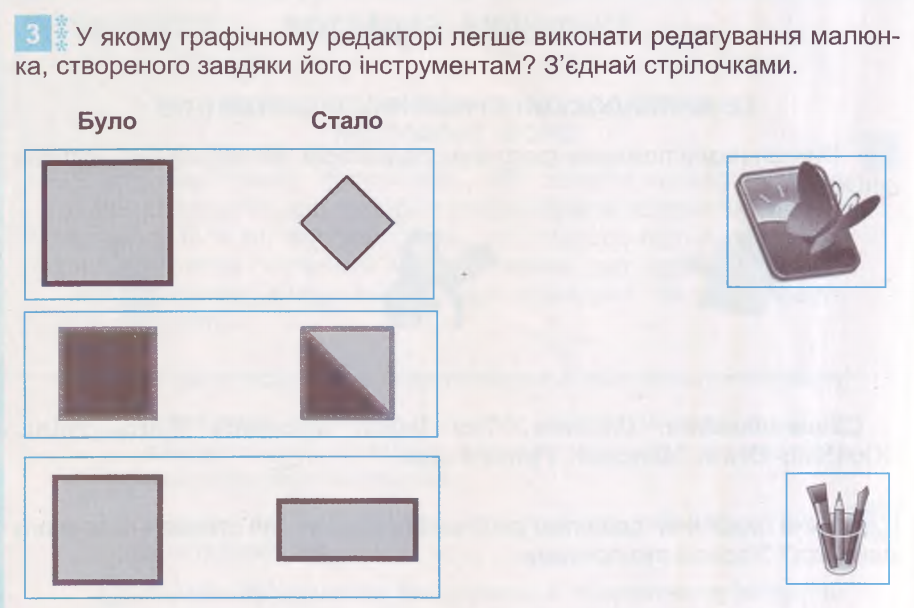 3 У якому графічному редакторі легше виконати редагування малюн-
ка, створеного завдяки його інструментам? З’єднай стрілочками.
Було Стало